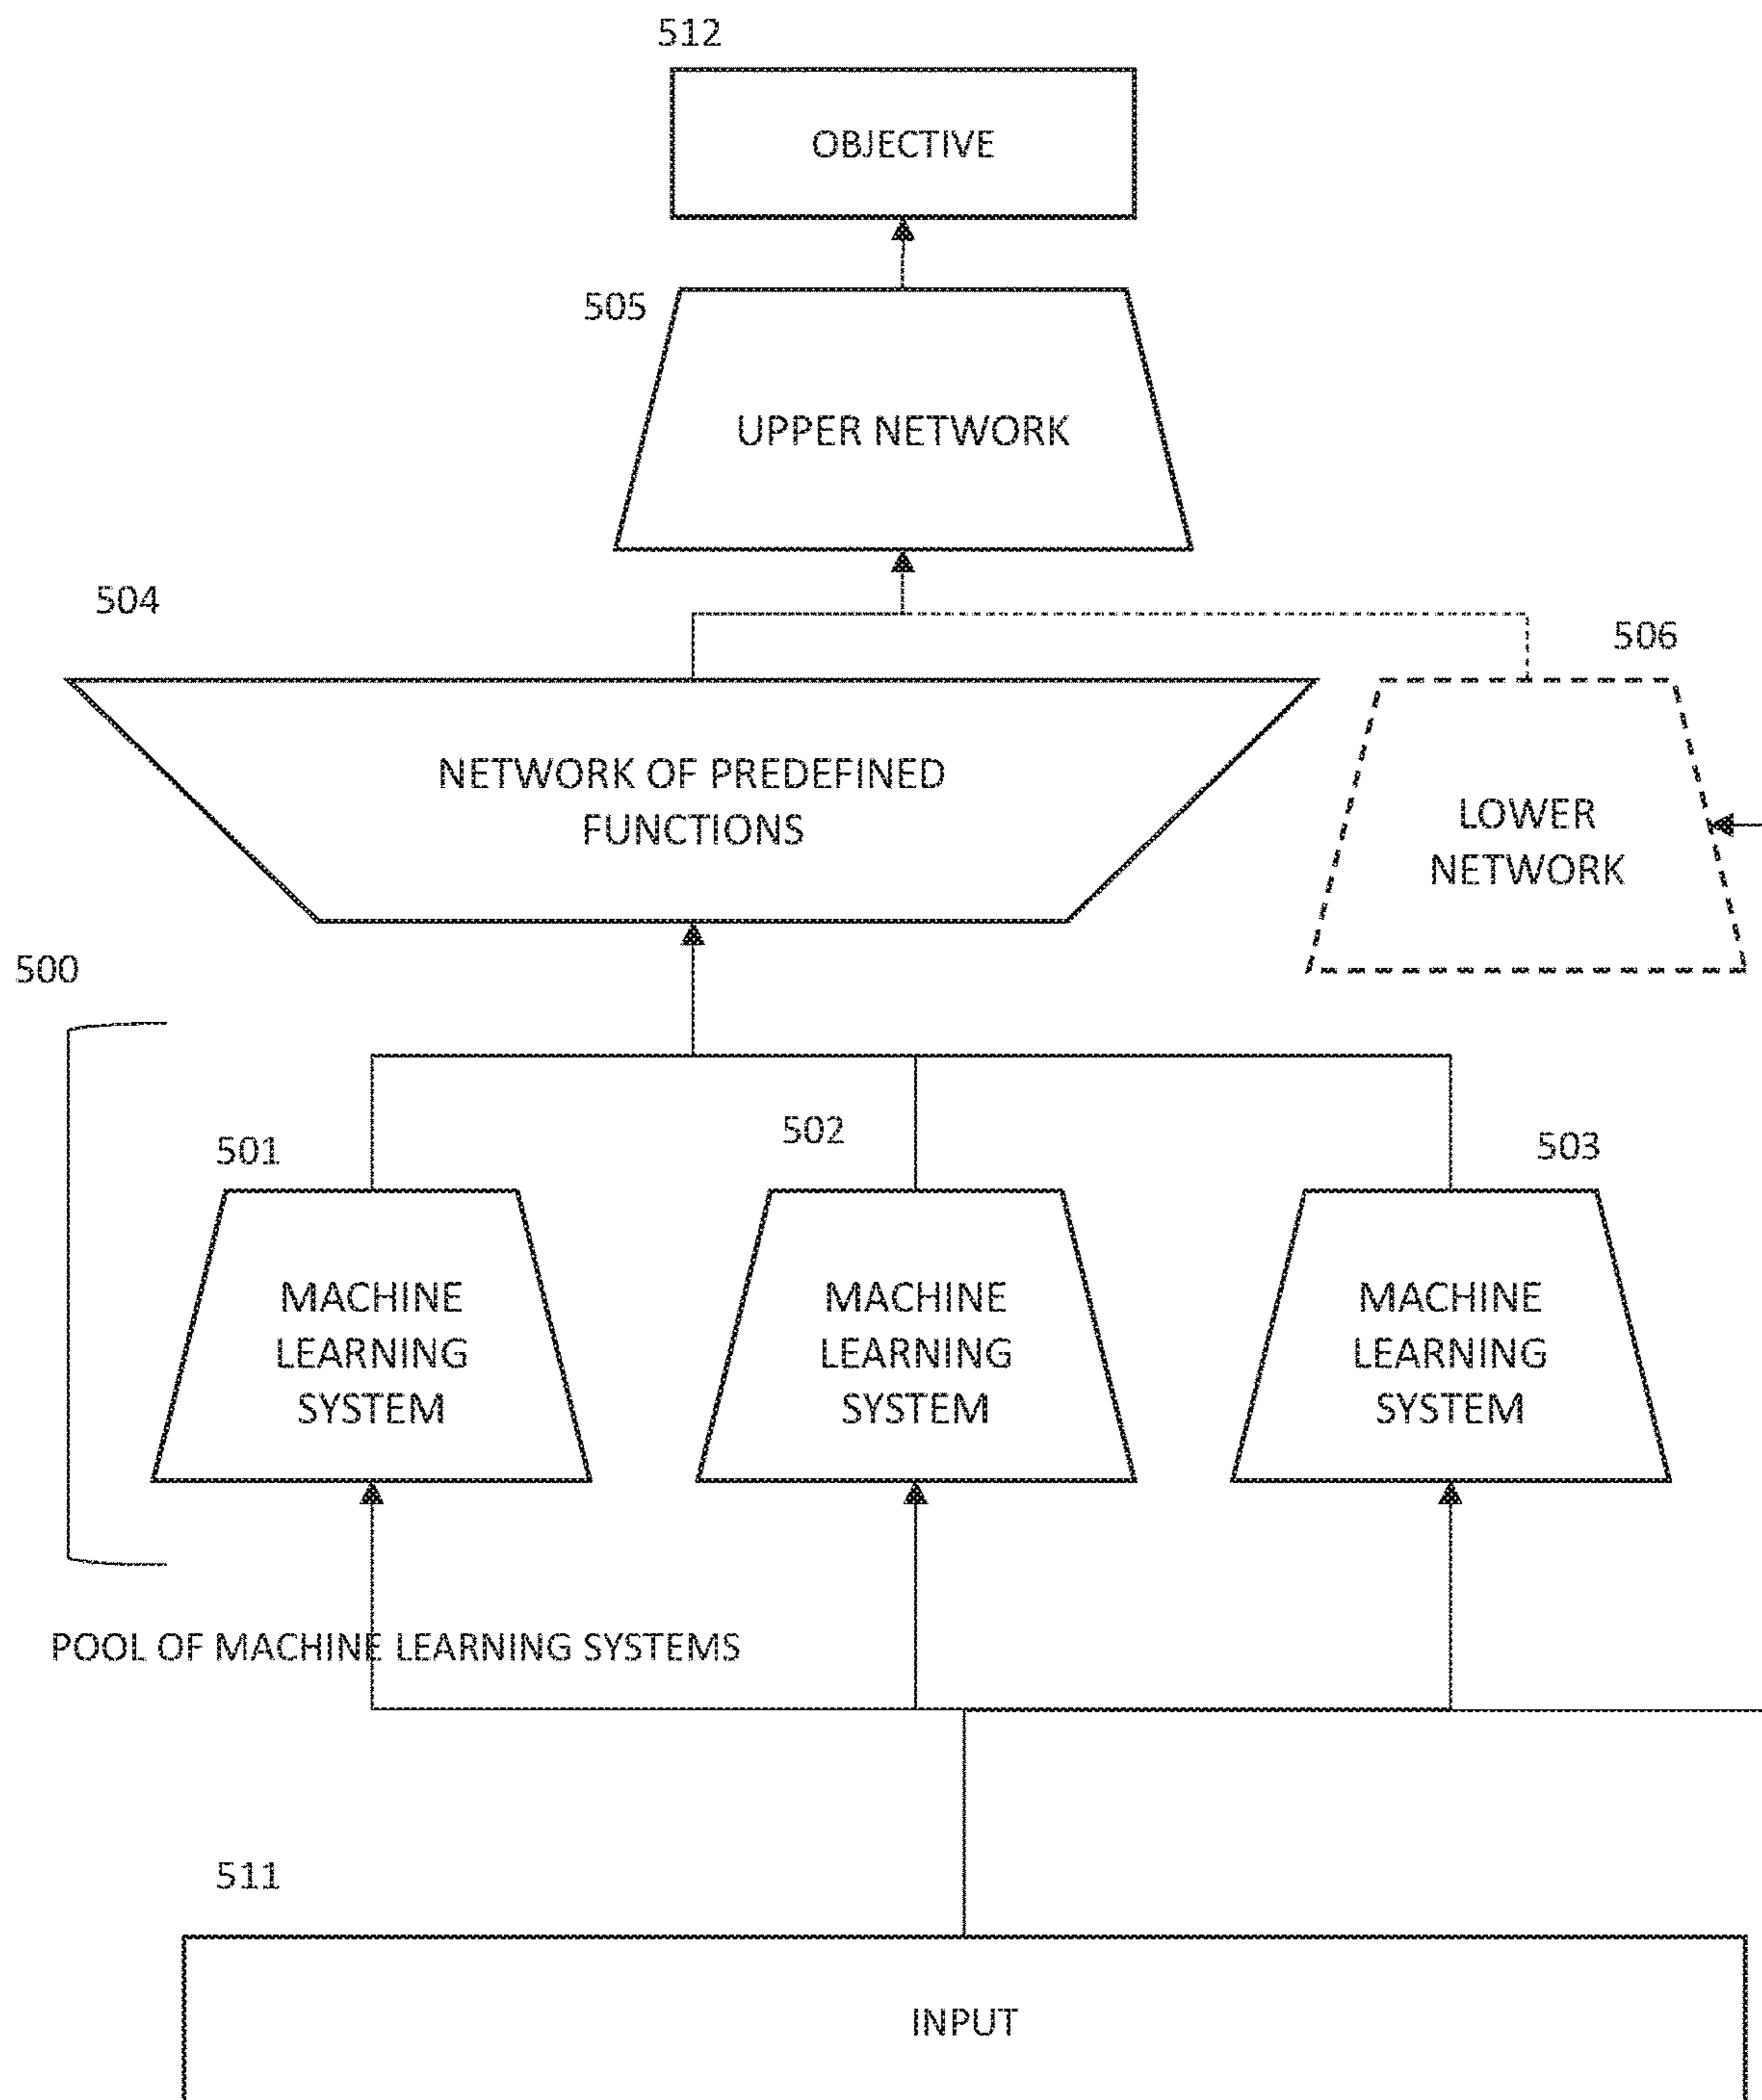 512
OBJECTIVE
505
UPPER NETWORK
504
506
NETWORK OF PREDEFINED
FUNCTIONS
LOWER
NETWORK
500
501
502
503
MACHINE
LEARNING
SYSTEM
MACHINE
LEARNING
SYSTEM
MACHINE
LEARNING
SYSTEM
POOL OF MACHINE LEARNING SYSTEMS
511
INPUT